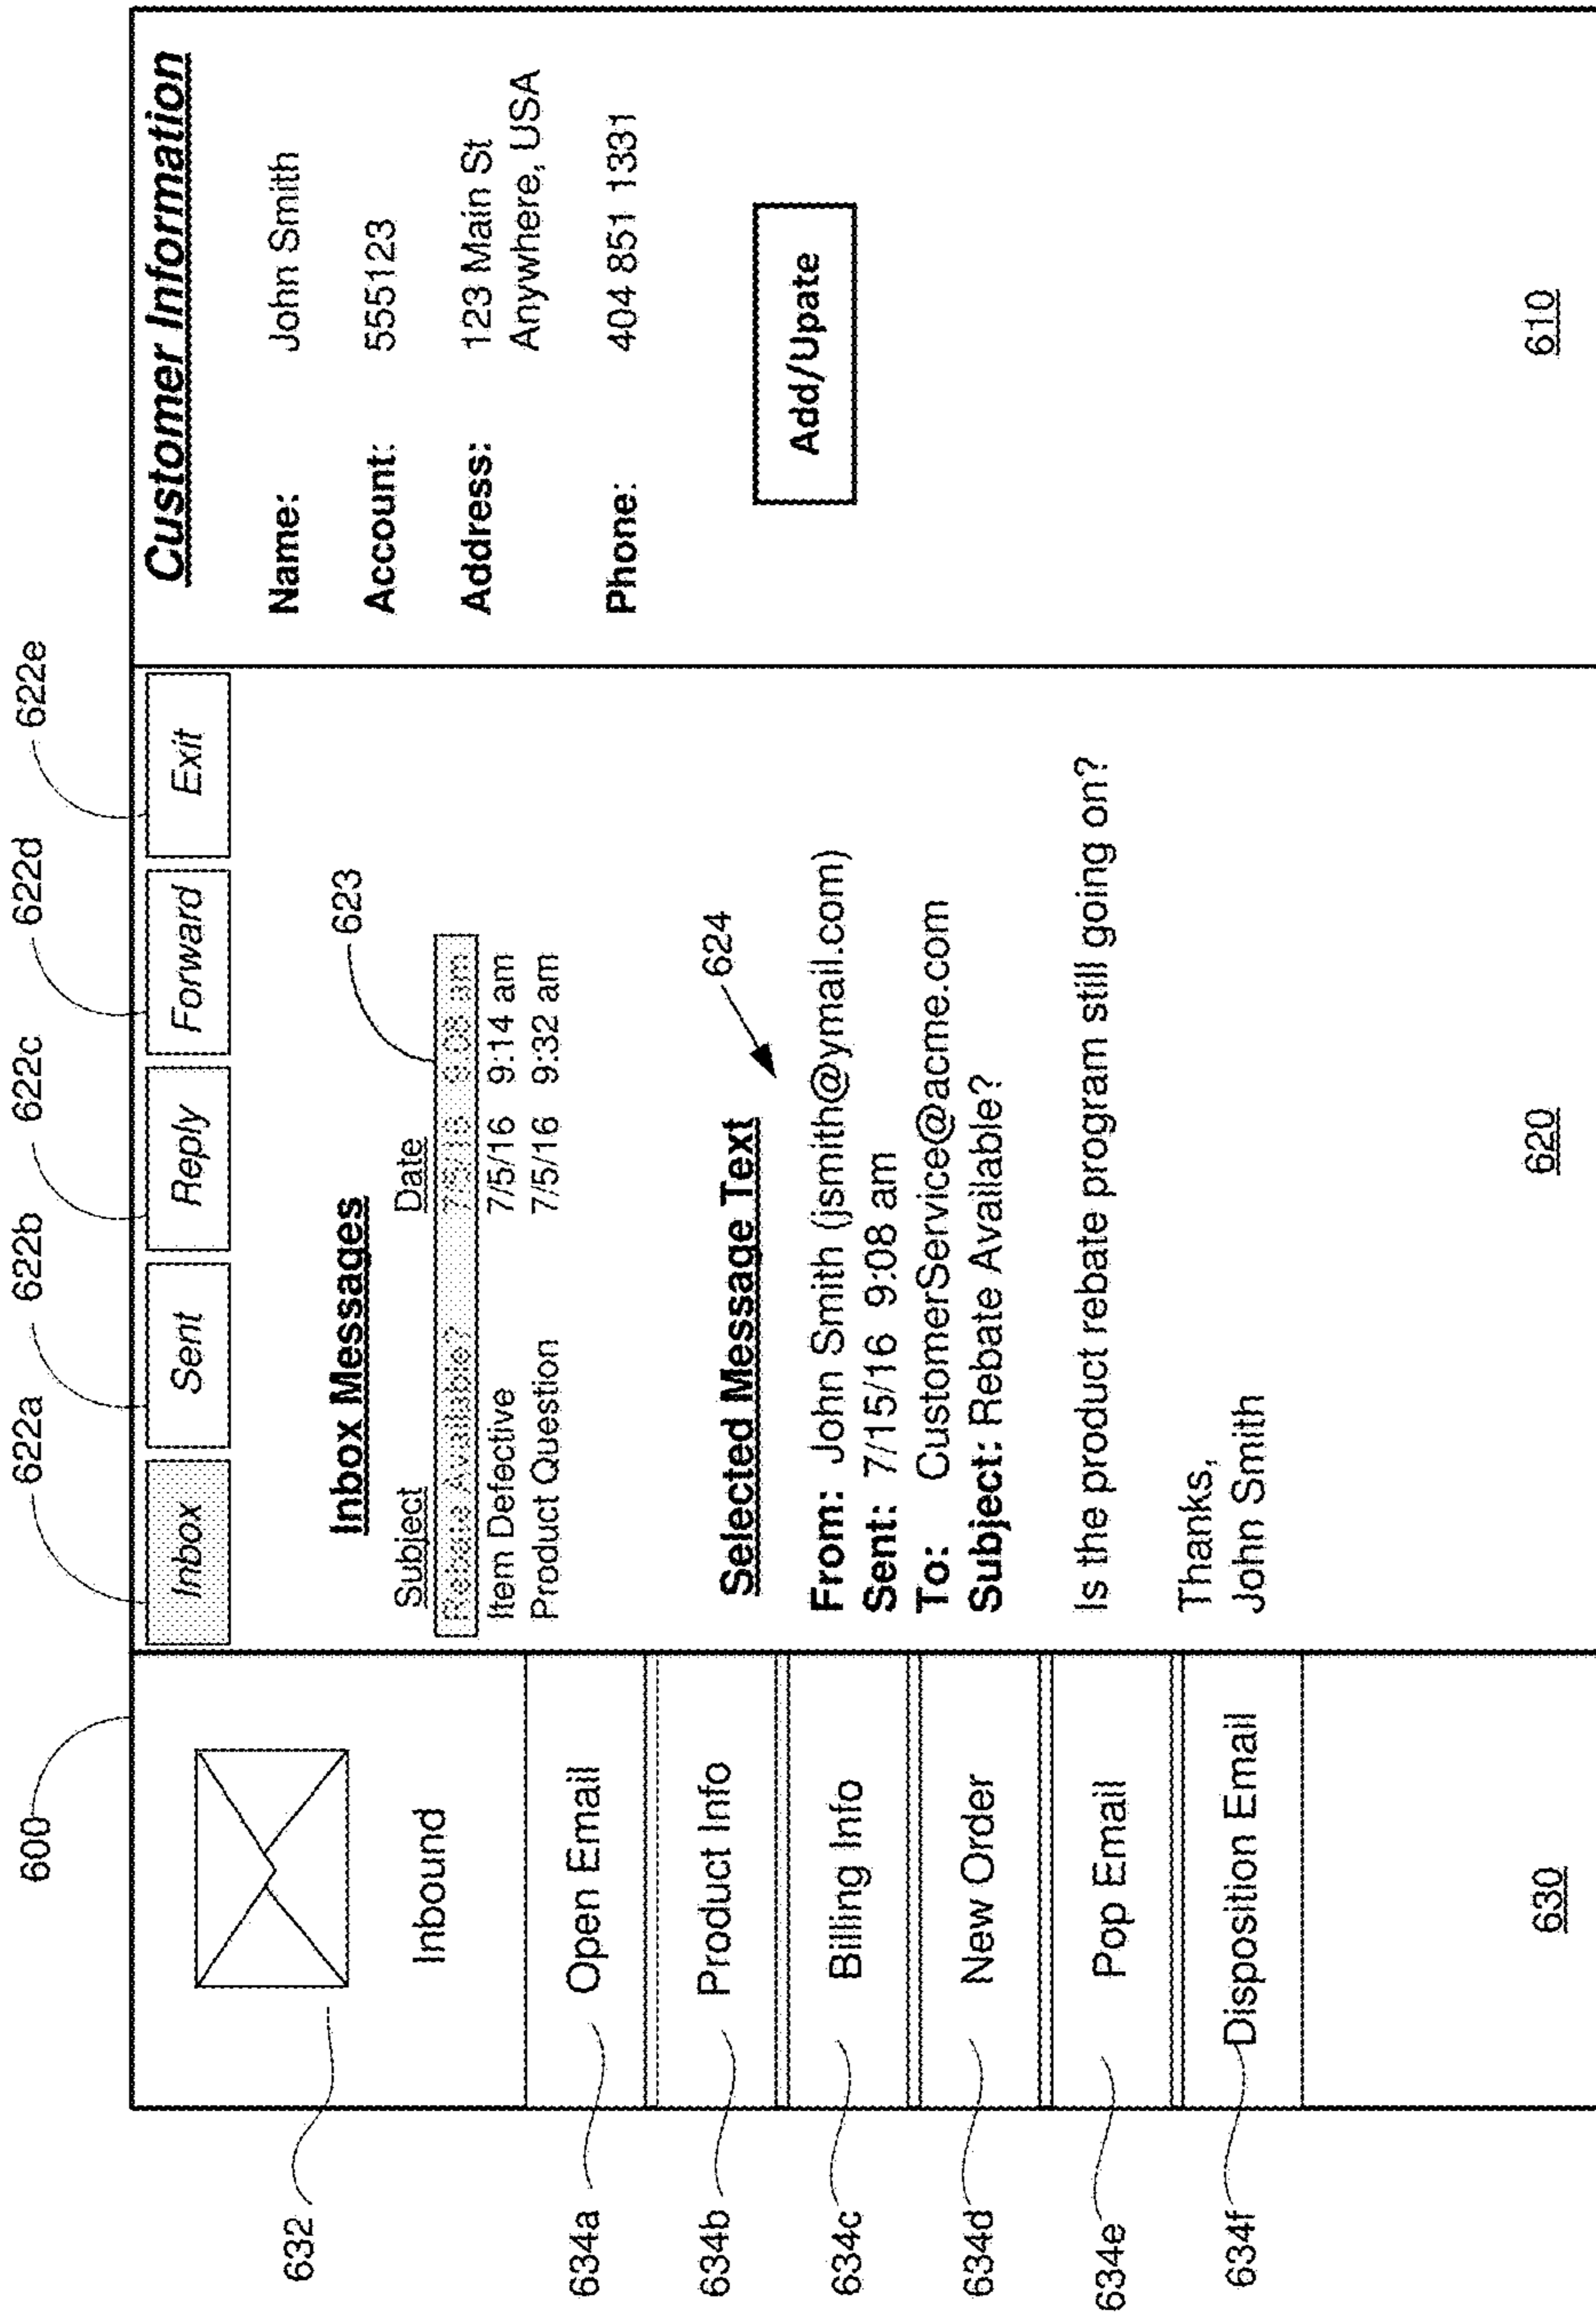 600
622a
622b
622c
622d
622e
Inbox
Sent
Reply
Forward
Exit
632
Inbound
634a
Open Email
634b
Product Info
634c
Billing Info
634d
New Order
634e
Pop Email
634f
Disposition Email
630
Inbox Messages
623
Subject Date
Rebate Available?
Item Defective 7/5/16 9:14 am
Product Question 7/5/16 9:32 am
Selected Message Text
624
From: John Smith (jsmith@ymail.com)
Sent: 7/15/16 9:08 am
To: CustomerService@acme.com
Subject: Rebate Available?
Is the product rebate program still going on?
Thanks,
John Smith
620
Customer Information
Name: John Smith
Account: 555123
Address: 123 Main St
Anywhere, USA
Phone: 404 851 1331
Add/Upate
610